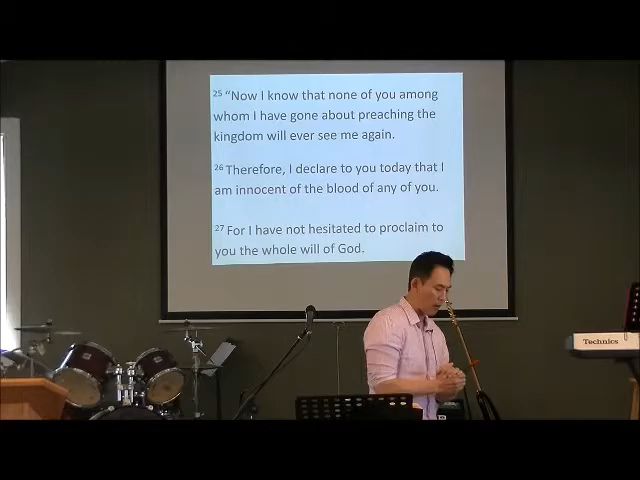 25 "Now I know that none of you among
whom I have gone about preaching the
kingdom will ever see me again.
26 Therefore, I declare to you today that I
am innocent of the blood of any of you.
27 For I have not hesitated to proclaim to
you the whole will of God.
Technics